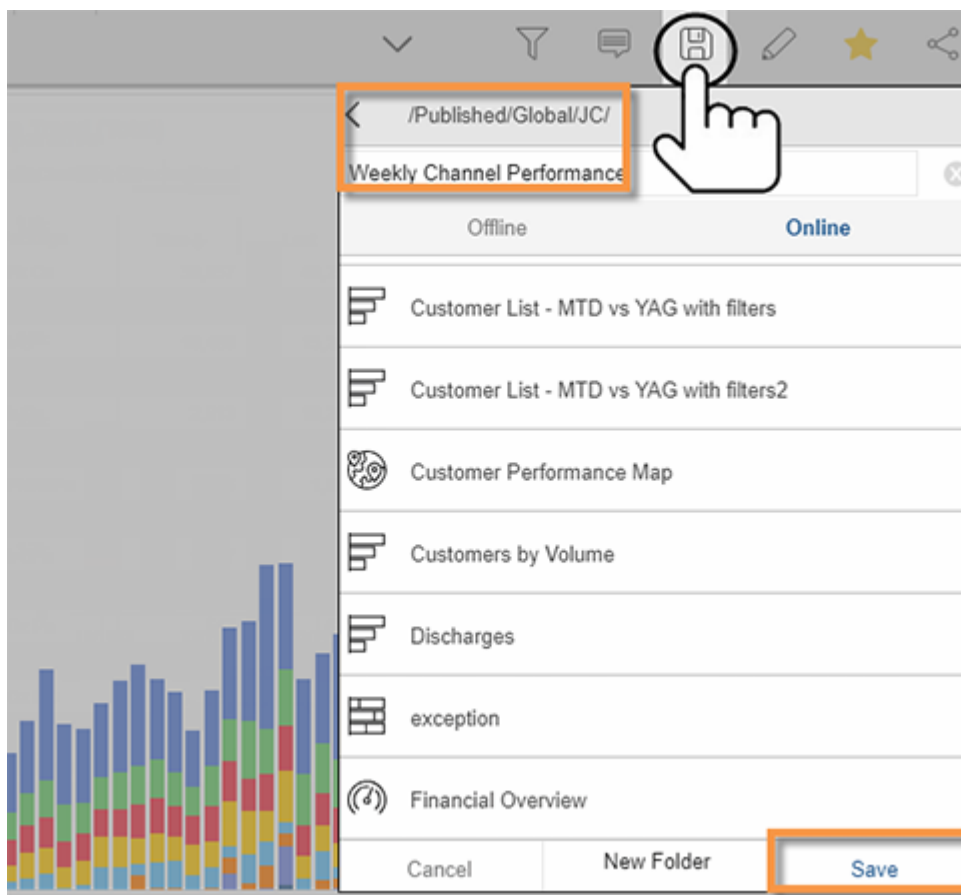 /Published/Global/JC/
Weekly Channel Performance
Offline Online
Customer List - MTD vs YAG with filters
Customer List - MTD vs YAG with filters2
Customer Performance Map
Customers by Volume
Discharges
exception
Financial Overview
Cancel New Folder Save